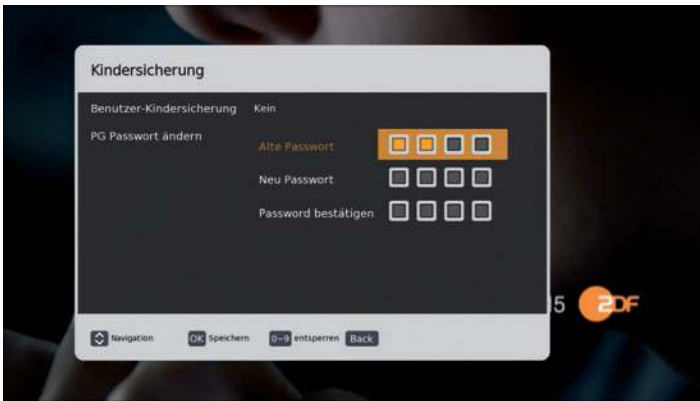 Kindersicherung
Benutzer-Kindersicherung Kein
PG Passwort ändern
Alte Passwort
Neu Passwort
Password bestätigen
15 ZDF
Navigation OK Speichern 0~9 entsperren Back